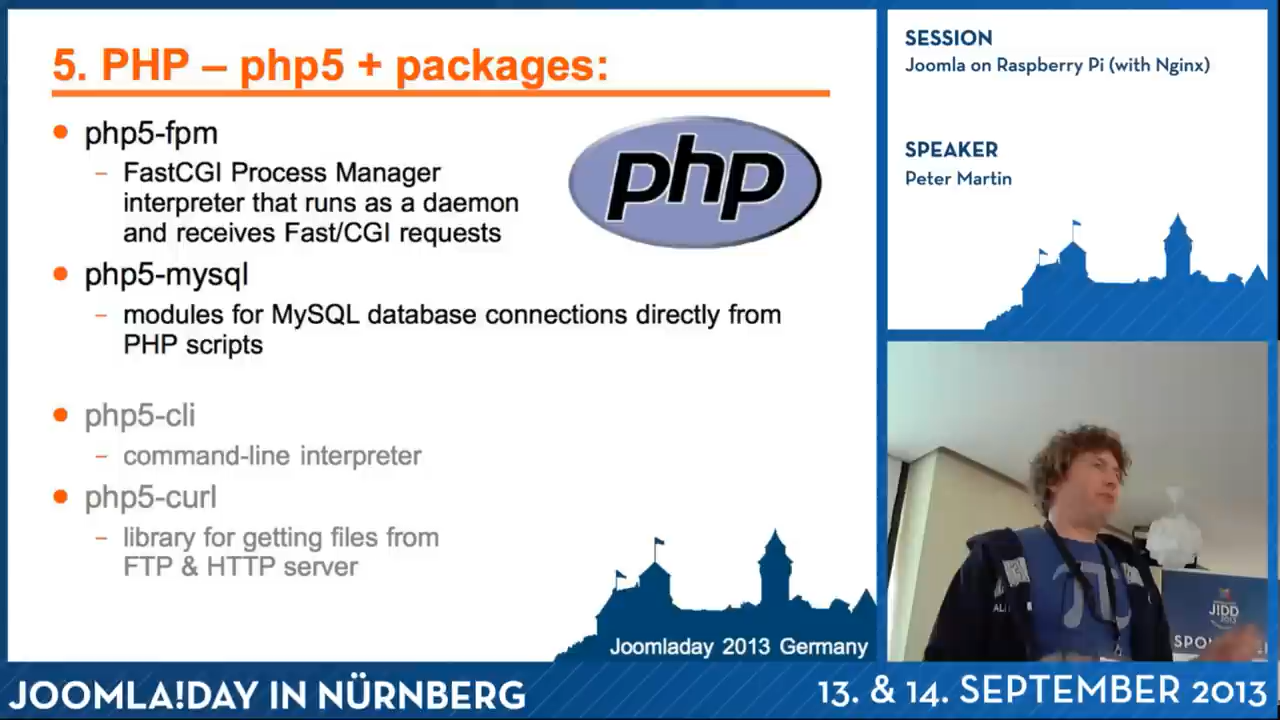 5. PHP – php5 + packages:
php5-fpm
– FastCGI Process Manager
interpreter that runs as a daemon
and receives Fast/CGI requests
php5-mysql
– modules for MySQL database connections directly from
PHP scripts
php5-cli
– command-line interpreter
php5-curl
– library for getting files from
FTP & HTTP server
php
Joomladay 2013 Germany
SESSION
Joomla on Raspberry Pi (with Nginx)
SPEAKER
Peter Martin
JIDD
2013
JOOMLA!DAY IN NÜRNBERG
13. & 14. SEPTEMBER 2013